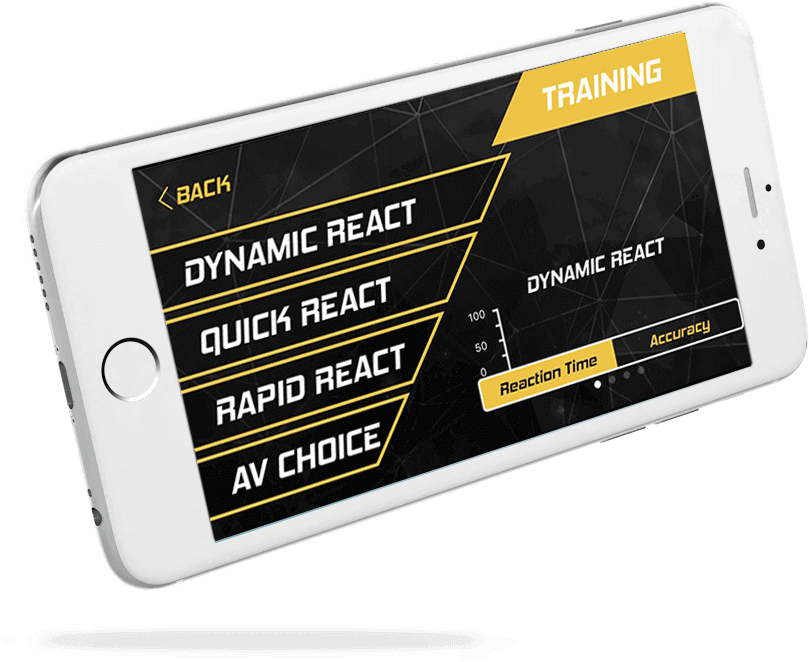 TRAINING
BACK
DYNAMIC REACT
QUICK REACT
RAPID REACT
AV CHOICE
DYNAMIC REACT
100
50
0
Reaction Time
Accuracy